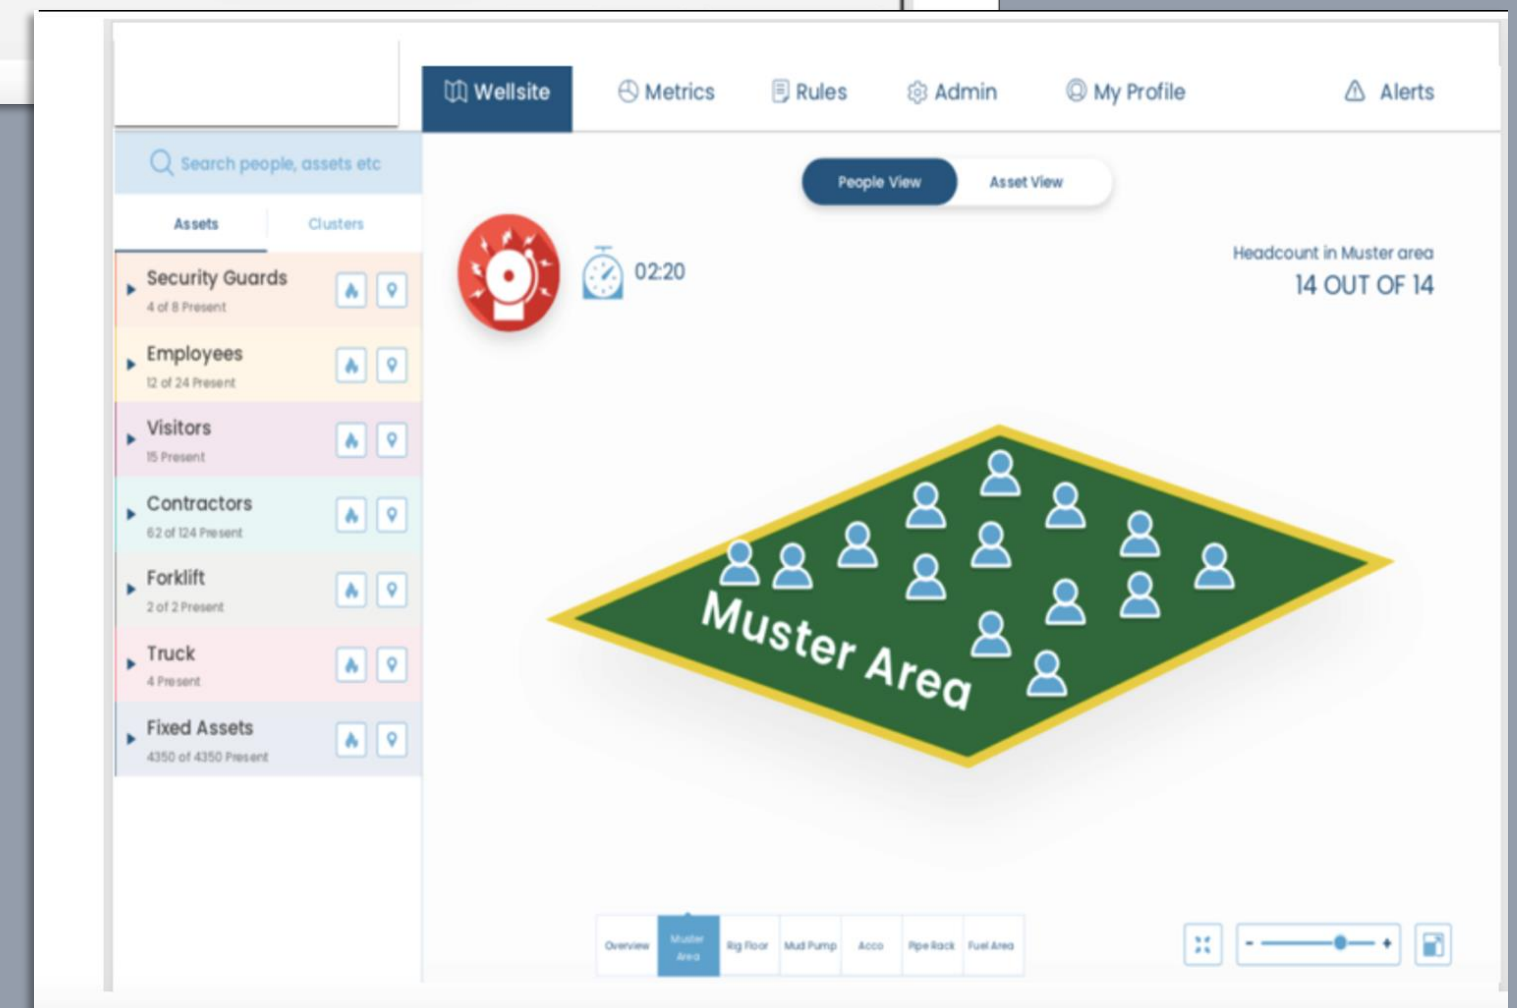 Wellsite
Metrics
Rules
Admin
My Profile
Alerts
Search people, assets etc
People View
Asset View
Assets
Clusters
02:20
Headcount in Muster area
14 OUT OF 14
Security Guards
4 of 8 Present
Employees
12 of 24 Present
Visitors
15 Present
Contractors
62 of 124 Present
Forklift
2 of 2 Present
Truck
4 Present
Fixed Assets
4350 of 4350 Present
Muster Area
Overview
Muster
Area
Rig Floor
Mud Pump
Acco
Pipe Rack
Fuel Area
- +